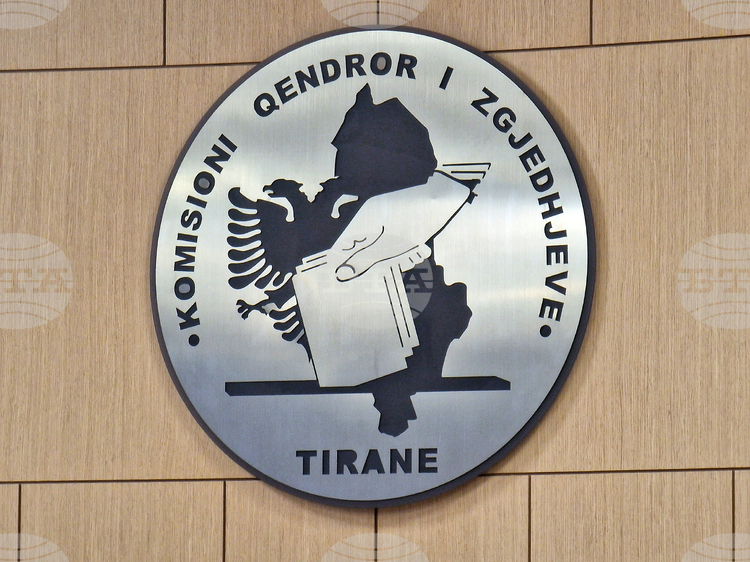 •KOMISIONI QENDROR I ZGJEDHJEVE•
TIRANE